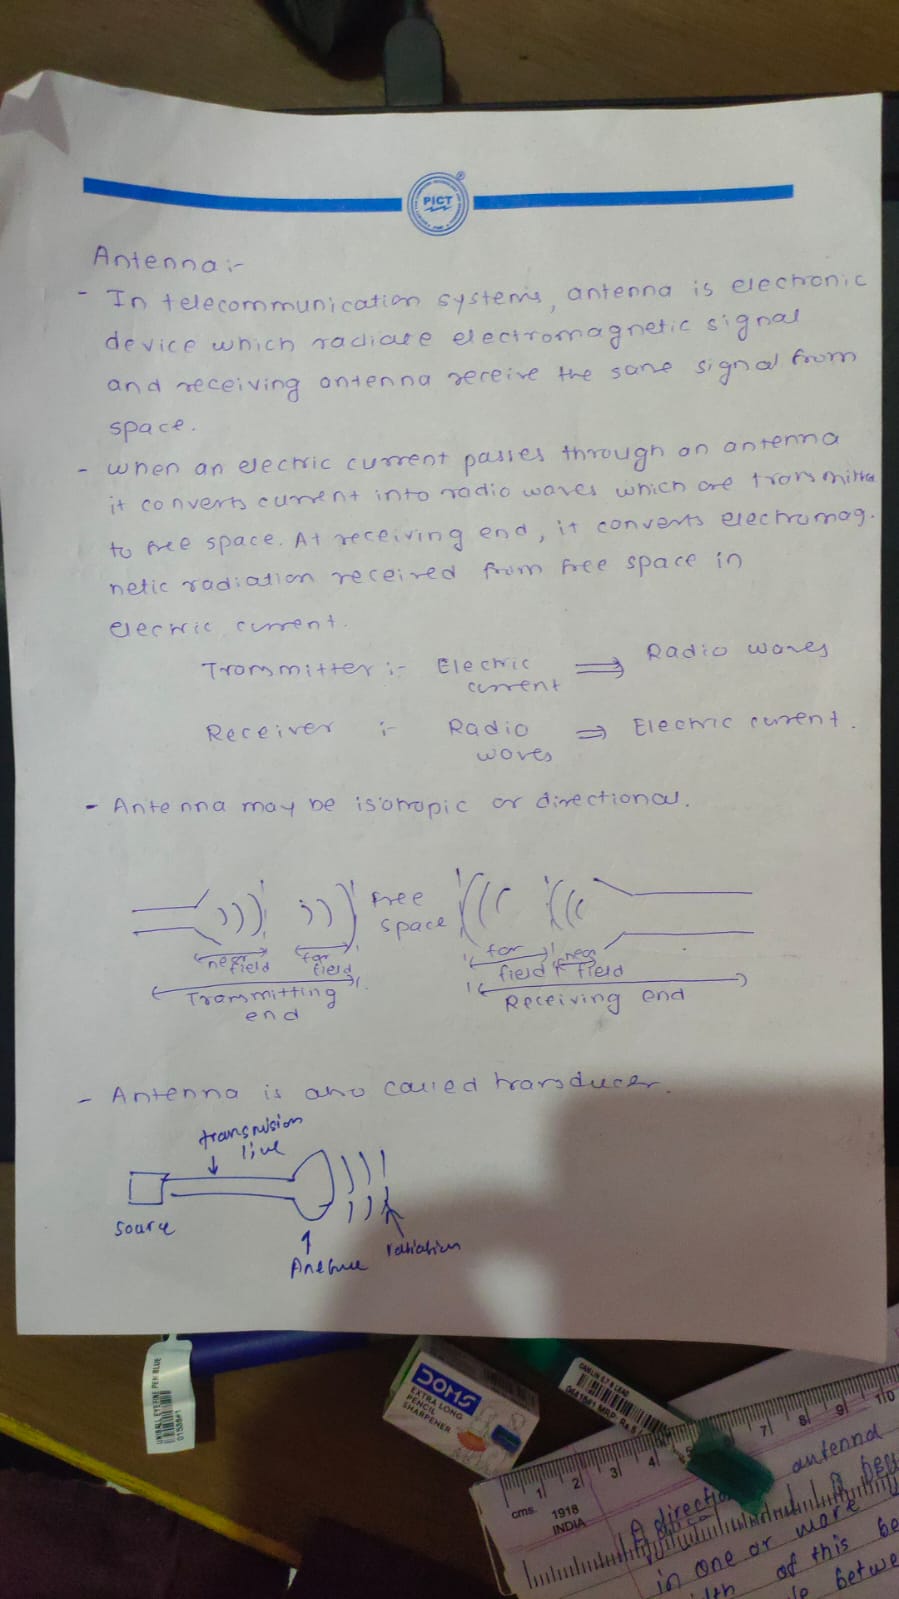 PICT
Antenna :-
- In telecommunication systems, antenna is electronic
device which radiate electromagnetic signal
and receiving antenna receive the same signal from
space.
- when an electric current passes through an antenna
it converts current into radio waves which are transmitte
to free space. At receiving end, it converts electromag-
netic radiation received from free space in
electric current.
Transmitter :- Electric current ⇒ Radio waves
Receiver :- Radio waves ⇒ Electric current.
- Antenna may be isotropic or directional.
free space
near field far field far field near field
Transmitting end Receiving end
- Antenna is also called transducer.
transmission line
source
radiation
DOMS
EXTRA LONG
PENCIL
SHARPENER
cms. 1 2 3 4 5 7 8 9 10
1918
INDIA
antenna
A direct
in one or more
of this be
betwe